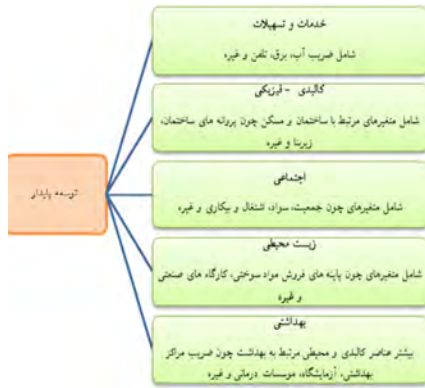 خدمات و تسهیلات
شامل ضریب آب، برق، تلفن و غیره
کالبدی - فیزیکی
شامل متغیرهای مرتبط با ساختمان و مسکن چون پروانه های ساختمان،
زیربنا و غیره
توسعه پایدار
اجتماعی
شامل متغیرهای چون جمعیت، سواد، اشتغال و بیکاری و غیره
زیست محیطی
شامل متغیرهای چون پاینه های فروش مواد سوختی، کارگاه های صنعتی
و غیره
بهداشتی
بیشتر عناصر کالبدی و محیطی مرتبط به بهداشت چون ضریب مراکز
بهداشتی، آزمایشگاه، موسسات درمانی و غیره